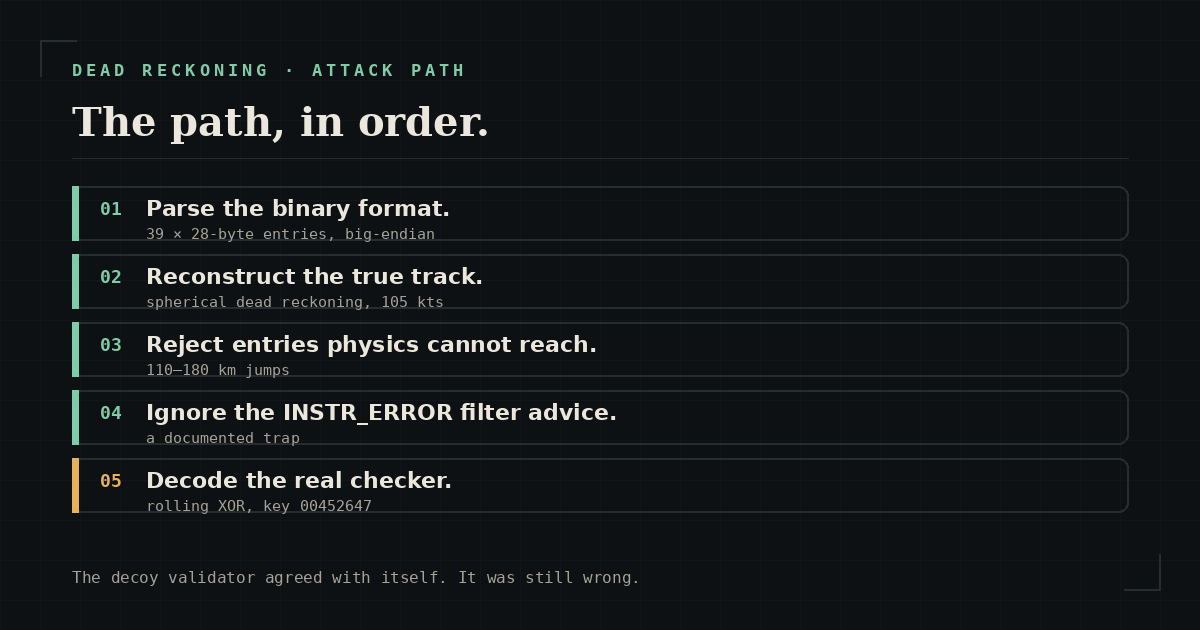 DEAD RECKONING · ATTACK PATH
The path, in order.
01 Parse the binary format.
39 × 28-byte entries, big-endian
02 Reconstruct the true track.
spherical dead reckoning, 105 kts
03 Reject entries physics cannot reach.
110–180 km jumps
04 Ignore the INSTR_ERROR filter advice.
a documented trap
05 Decode the real checker.
rolling XOR, key 00452647
The decoy validator agreed with itself. It was still wrong.